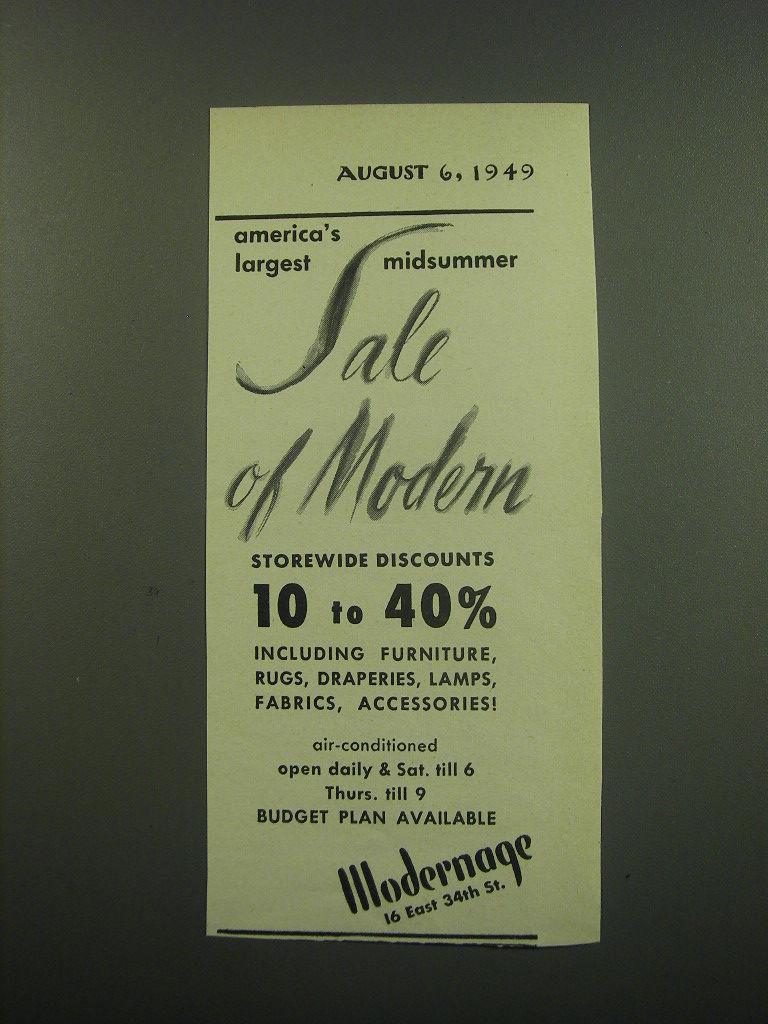 AUGUST 6, 1949
america's
largest midsummer
Sale
of Modern
STOREWIDE DISCOUNTS
10 to 40%
INCLUDING FURNITURE,
RUGS, DRAPERIES, LAMPS,
FABRICS, ACCESSORIES!
air-conditioned
open daily & Sat. till 6
Thurs. till 9
BUDGET PLAN AVAILABLE
Modernage
16 East 34th St.